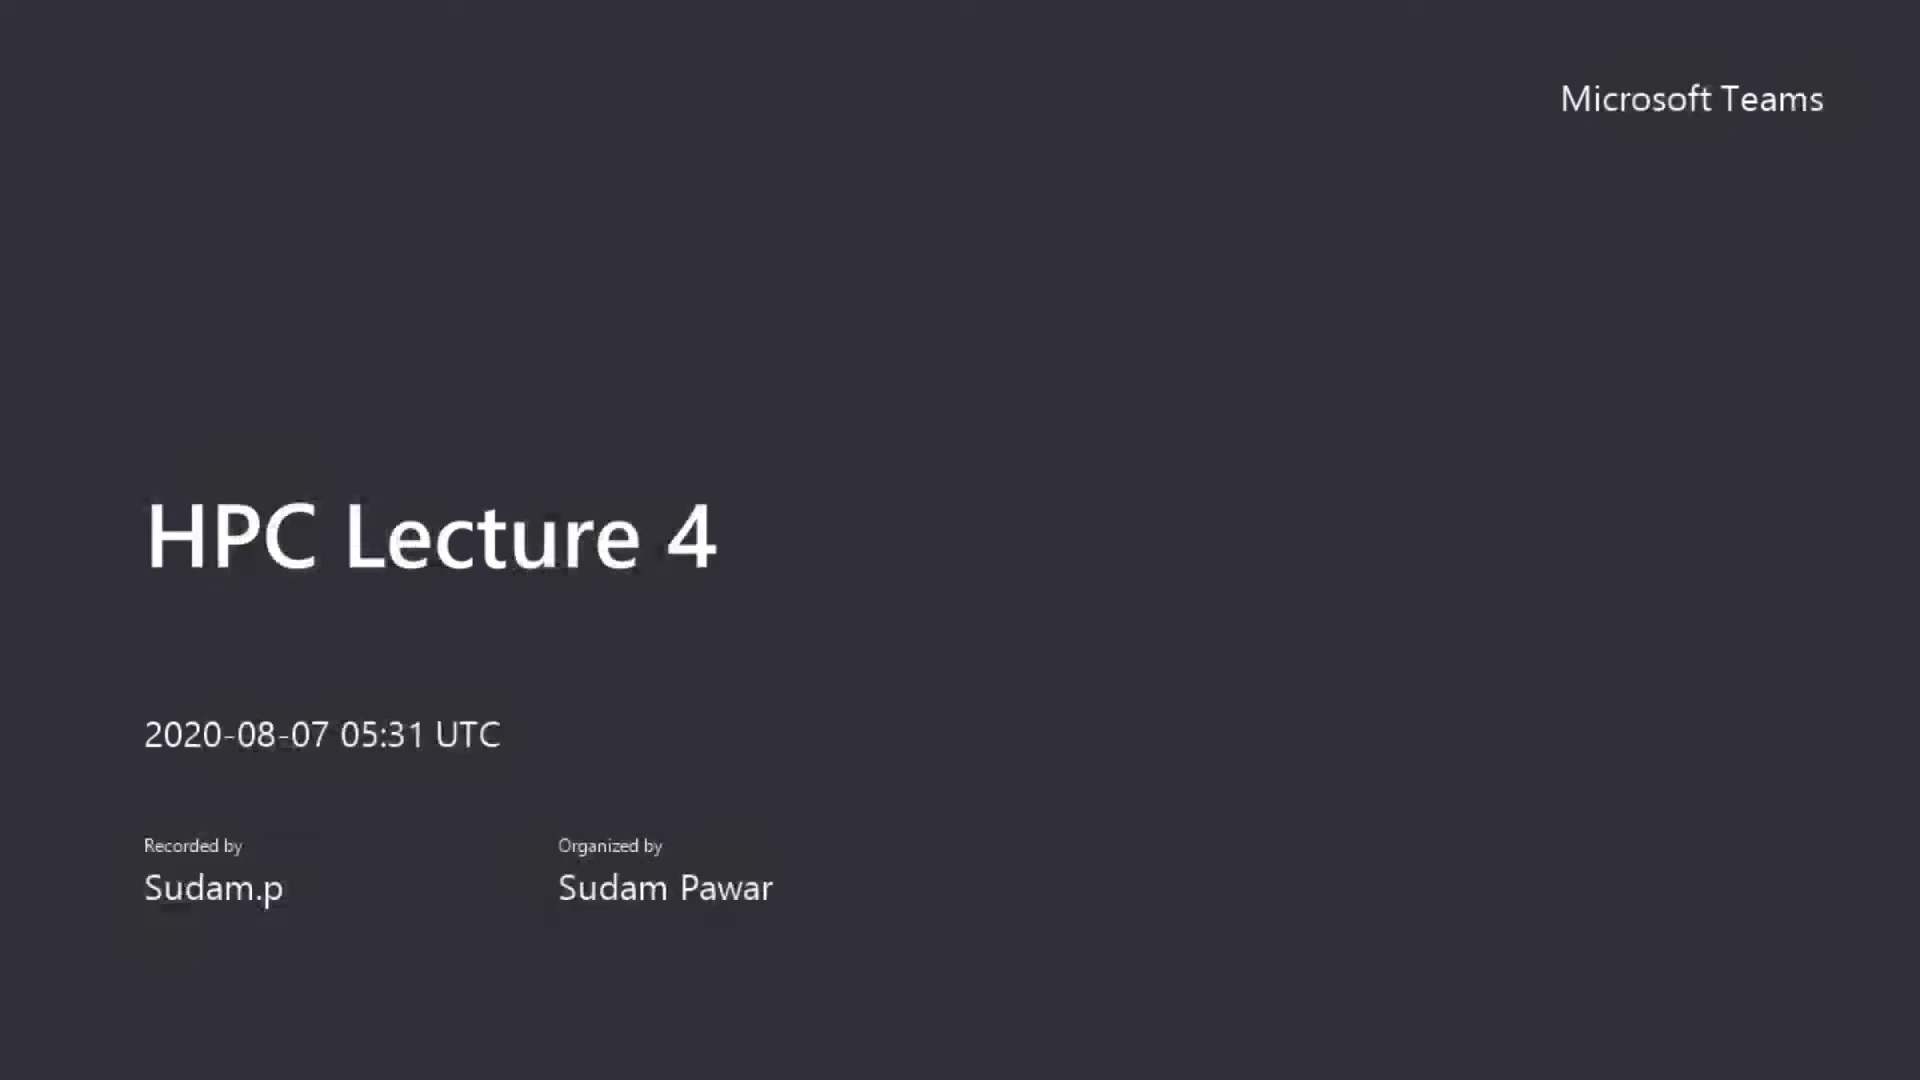 Microsoft Teams
HPC Lecture 4
2020-08-07 05:31 UTC
Recorded by
Sudam.p
Organized by
Sudam Pawar